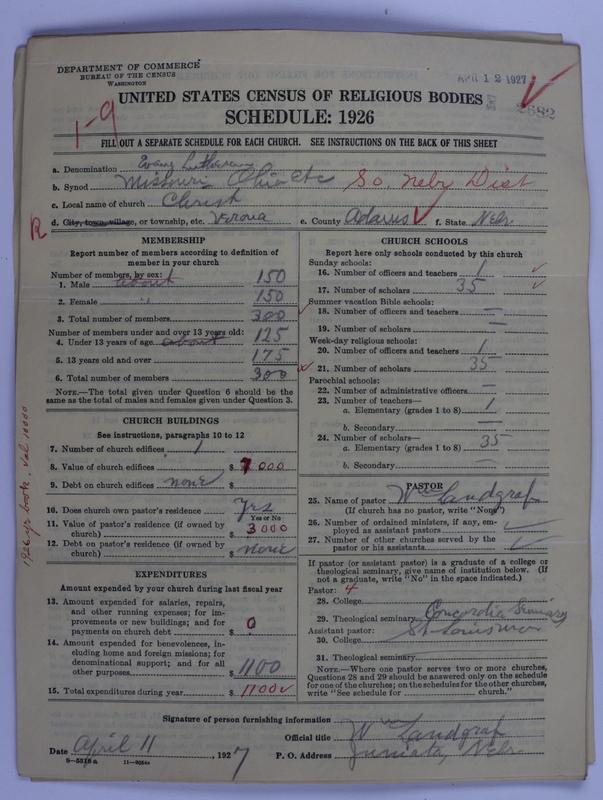 DEPARTMENT OF COMMERCE
BUREAU OF THE CENSUS
WASHINGTON
APR 12 1927
UNITED STATES CENSUS OF RELIGIOUS BODIES
SCHEDULE: 1926
1-9
FILL OUT A SEPARATE SCHEDULE FOR EACH CHURCH. SEE INSTRUCTIONS ON THE BACK OF THIS SHEET
a. Denomination Evang Lutheran
b. Synod Missouri Ohio etc So. Nebr Dist
c. Local name of church Christ
R d. City, town, village, or township, etc. Verona e. County Adams f. State Nebr.
MEMBERSHIP
Report number of members according to definition of
member in your church
Number of members, by sex:
1. Male about 150
2. Female " 150
3. Total number of members 300
Number of members under and over 13 years old:
4. Under 13 years of age about 125
5. 13 years old and over 175
6. Total number of members 300
NOTE.—The total given under Question 6 should be the
same as the total of males and females given under Question 3.
CHURCH BUILDINGS
See instructions, paragraphs 10 to 12
7. Number of church edifices 1
8. Value of church edifices $ 7000
9. Debt on church edifices none $
10. Does church own pastor's residence Yes
Yes or No
11. Value of pastor's residence (if owned by
church) $ 3000
12. Debt on pastor's residence (if owned by
church) $ none
EXPENDITURES
Amount expended by your church during last fiscal year
13. Amount expended for salaries, repairs,
and other running expenses; for im-
provements or new buildings; and for
payments on church debt $ 0
14. Amount expended for benevolences, in-
cluding home and foreign missions; for
denominational support; and for all
other purposes $ 1100
15. Total expenditures during year $ 1100
CHURCH SCHOOLS
Report here only schools conducted by this church
Sunday schools:
16. Number of officers and teachers 1
17. Number of scholars 35
Summer vacation Bible schools:
18. Number of officers and teachers —
19. Number of scholars —
Week-day religious schools:
20. Number of officers and teachers 1
21. Number of scholars 35
Parochial schools:
22. Number of administrative officers —
23. Number of teachers—
a. Elementary (grades 1 to 8) 1
b. Secondary —
24. Number of scholars—
a. Elementary (grades 1 to 8) 35
b. Secondary —
PASTOR
25. Name of pastor Wm Landgraf
(If church has no pastor, write "None")
26. Number of ordained ministers, if any, em-
ployed as assistant pastors
27. Number of other churches served by the
pastor or his assistants
If pastor (or assistant pastor) is a graduate of a college or
theological seminary, give name of institution below. (If
not a graduate, write "No" in the space indicated.)
Pastor: 4
28. College
29. Theological seminary Concordia Seminary
Assistant pastor: St Louis Mo
30. College
31. Theological seminary
NOTE.—Where one pastor serves two or more churches,
Questions 28 and 29 should be answered only on the schedule
for one of the churches; on the schedules for the other churches,
write "See schedule for ______ church."
Signature of person furnishing information
Official title Wm Landgraf
Date April 11, 1927 P. O. Address Juniata, Nebr.
11—9054